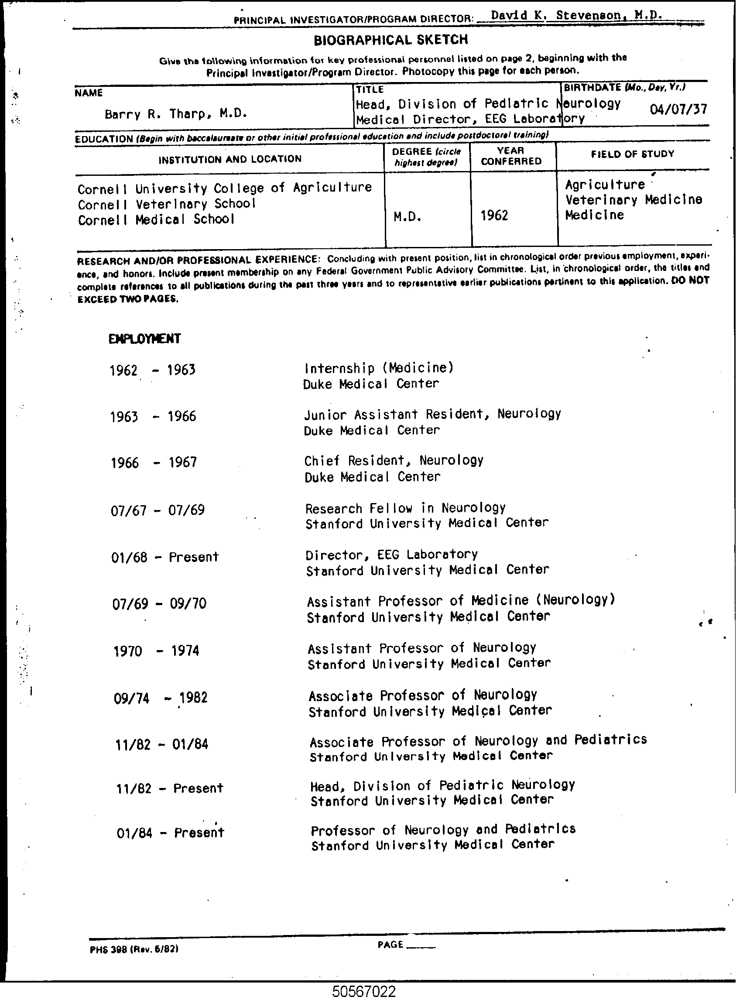 PRINCIPAL INVESTIGATOR/PROGRAM DIRECTOR: David K. Stevenson, M.D.
BIOGRAPHICAL SKETCH
Give the following information for key professional personnel listed on page 2, beginning with the
Principal Investigator/Program Director. Photocopy this page for each person.
NAME TITLE BIRTHDATE (Mo., Day, Yr.)
Barry R. Tharp, M.D. Head, Division of Pediatric Neurology 04/07/37
Medical Director, EEG Laboratory
EDUCATION (Begin with baccalaureate or other initial professional education and include postdoctoral training)
INSTITUTION AND LOCATION DEGREE (circle highest degree) YEAR CONFERRED FIELD OF STUDY
Cornell University College of Agriculture Agriculture
Cornell Veterinary School Veterinary Medicine
Cornell Medical School M.D. 1962 Medicine
RESEARCH AND/OR PROFESSIONAL EXPERIENCE: Concluding with present position, list in chronological order previous employment, experi-
ence, and honors. Include present membership on any Federal Government Public Advisory Committee. List, in chronological order, the titles and
complete references to all publications during the past three years and to representative earlier publications pertinent to this application. DO NOT
EXCEED TWO PAGES.
EMPLOYMENT
1962 - 1963 Internship (Medicine)
Duke Medical Center
1963 - 1966 Junior Assistant Resident, Neurology
Duke Medical Center
1966 - 1967 Chief Resident, Neurology
Duke Medical Center
07/67 - 07/69 Research Fellow in Neurology
Stanford University Medical Center
01/68 - Present Director, EEG Laboratory
Stanford University Medical Center
07/69 - 09/70 Assistant Professor of Medicine (Neurology)
Stanford University Medical Center
1970 - 1974 Assistant Professor of Neurology
Stanford University Medical Center
09/74 - 1982 Associate Professor of Neurology
Stanford University Medical Center
11/82 - 01/84 Associate Professor of Neurology and Pediatrics
Stanford University Medical Center
11/82 - Present Head, Division of Pediatric Neurology
Stanford University Medical Center
01/84 - Present Professor of Neurology and Pediatrics
Stanford University Medical Center
PHS 398 (Rev. 5/82) PAGE
50567022